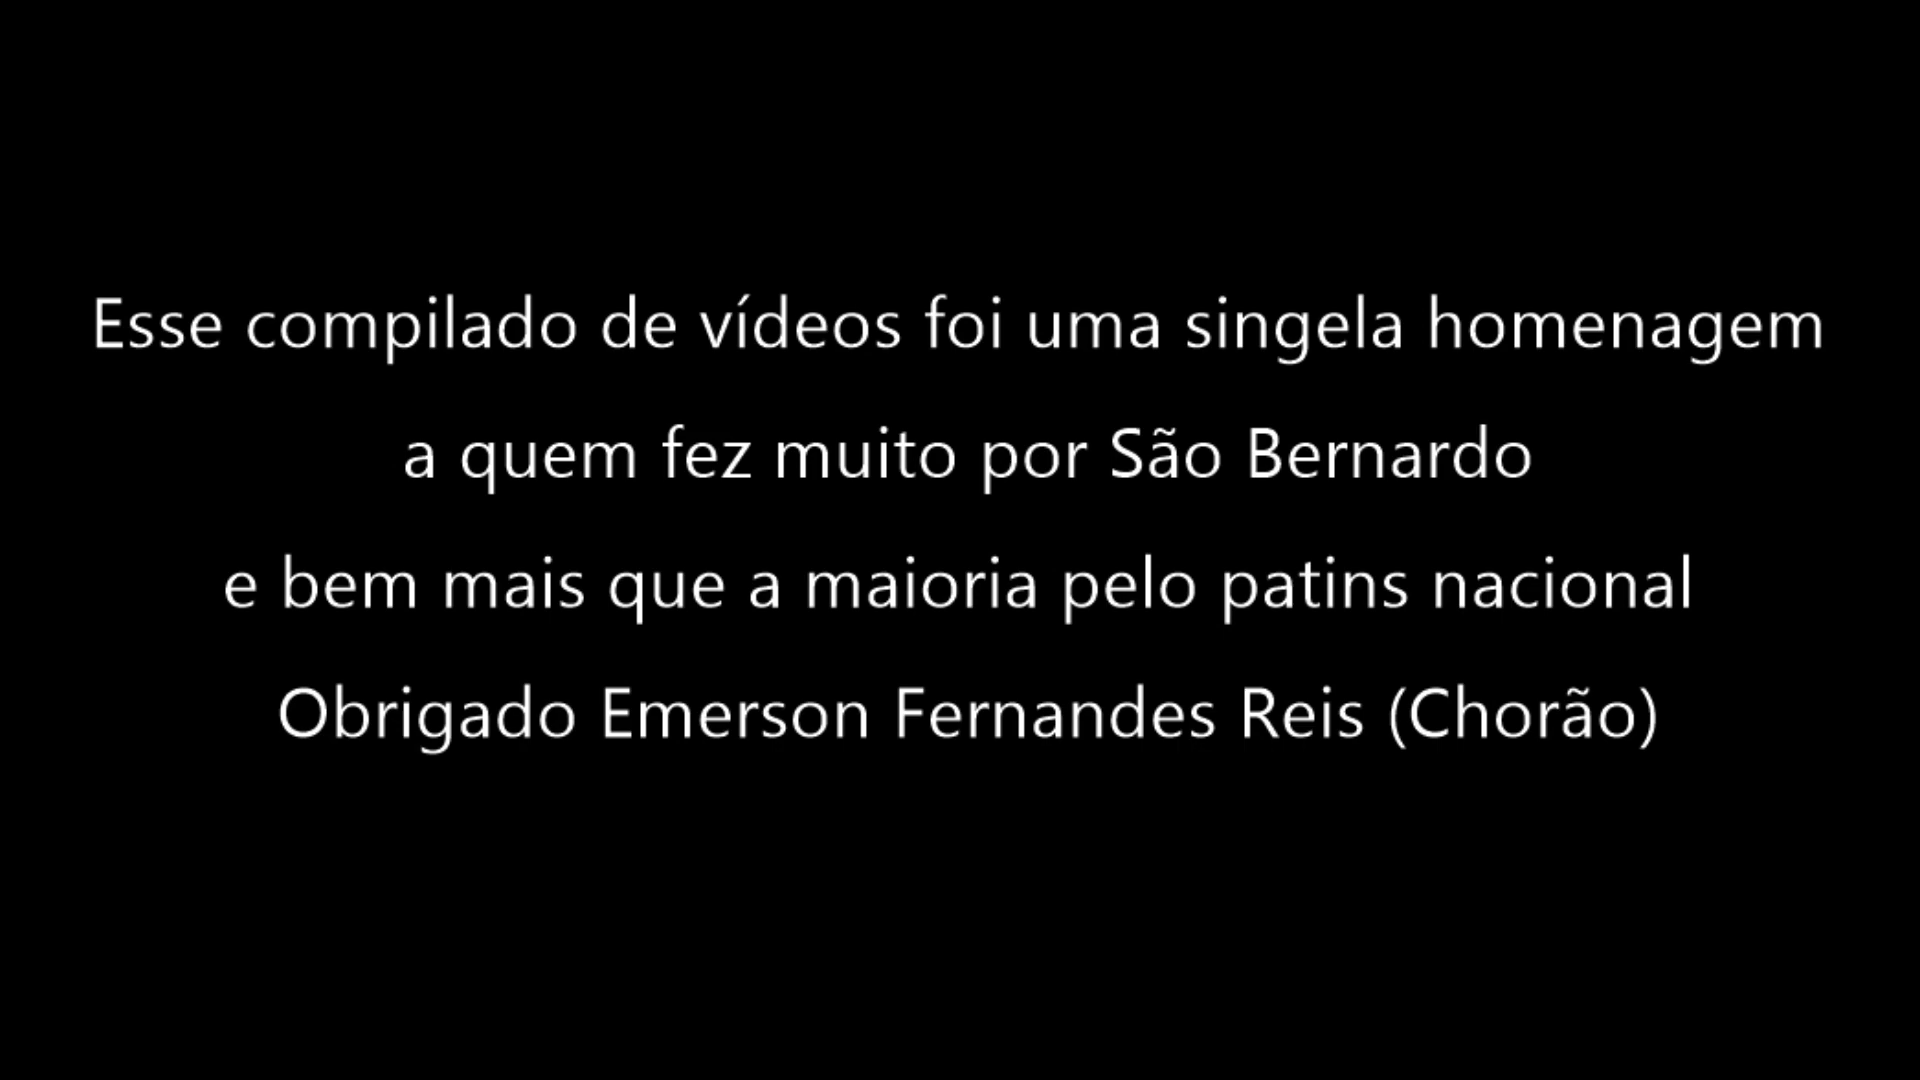 Esse compilado de vídeos foi uma singela homenagem
a quem fez muito por São Bernardo
e bem mais que a maioria pelo patins nacional
Obrigado Emerson Fernandes Reis (Chorão)